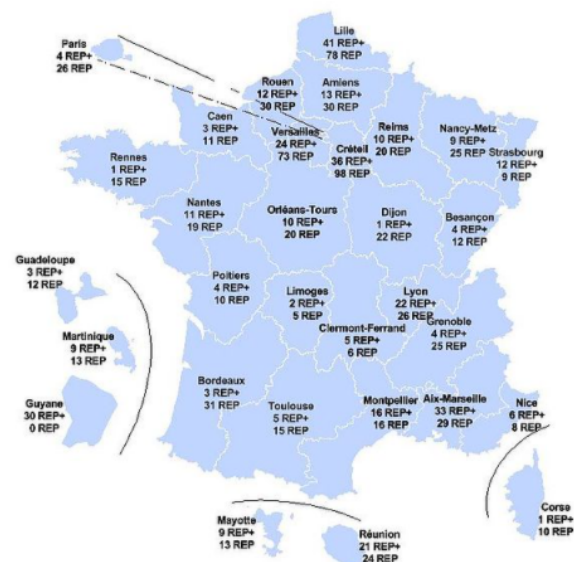 Lille
41 REP+
78 REP
Paris
4 REP+
26 REP
Rouen
12 REP+
30 REP
Amiens
13 REP+
30 REP
Caen
3 REP+
11 REP
Versailles
24 REP+
73 REP
Créteil
36 REP+
98 REP
Reims
10 REP+
20 REP
Nancy-Metz
9 REP+
25 REP
Strasbourg
12 REP+
9 REP
Rennes
1 REP+
15 REP
Nantes
11 REP+
19 REP
Orléans-Tours
10 REP+
20 REP
Dijon
1 REP+
22 REP
Besançon
4 REP+
12 REP
Guadeloupe
3 REP+
12 REP
Poitiers
4 REP+
10 REP
Limoges
2 REP+
5 REP
Clermont-Ferrand
5 REP+
6 REP
Lyon
22 REP+
26 REP
Grenoble
4 REP+
25 REP
Martinique
9 REP+
13 REP
Guyane
30 REP+
0 REP
Bordeaux
3 REP+
31 REP
Toulouse
5 REP+
15 REP
Montpellier
16 REP+
16 REP
Aix-Marseille
33 REP+
29 REP
Nice
6 REP+
8 REP
Corse
1 REP+
10 REP
Mayotte
9 REP+
13 REP
Réunion
21 REP+
24 REP